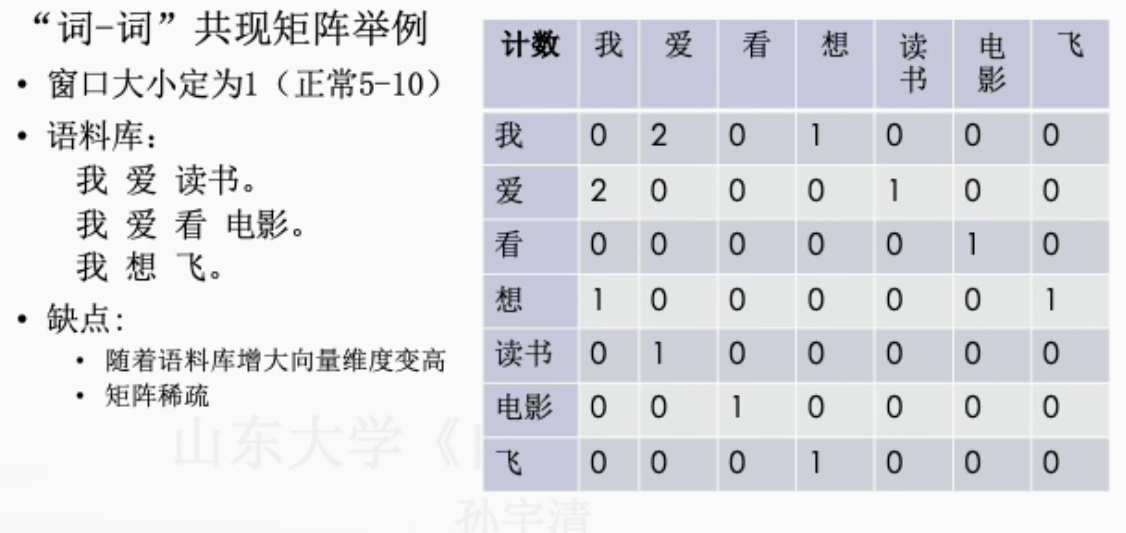 “词-词”共现矩阵举例
• 窗口大小定为1（正常5-10）
• 语料库：
我 爱 读书。
我 爱 看 电影。
我 想 飞。
• 缺点:
• 随着语料库增大向量维度变高
• 矩阵稀疏
计数 我 爱 看 想 读书 电影 飞
我 0 2 0 1 0 0 0
爱 2 0 0 0 1 0 0
看 0 0 0 0 0 1 0
想 1 0 0 0 0 0 1
读书 0 1 0 0 0 0 0
电影 0 0 1 0 0 0 0
飞 0 0 0 1 0 0 0
山东大学《
孙宇清